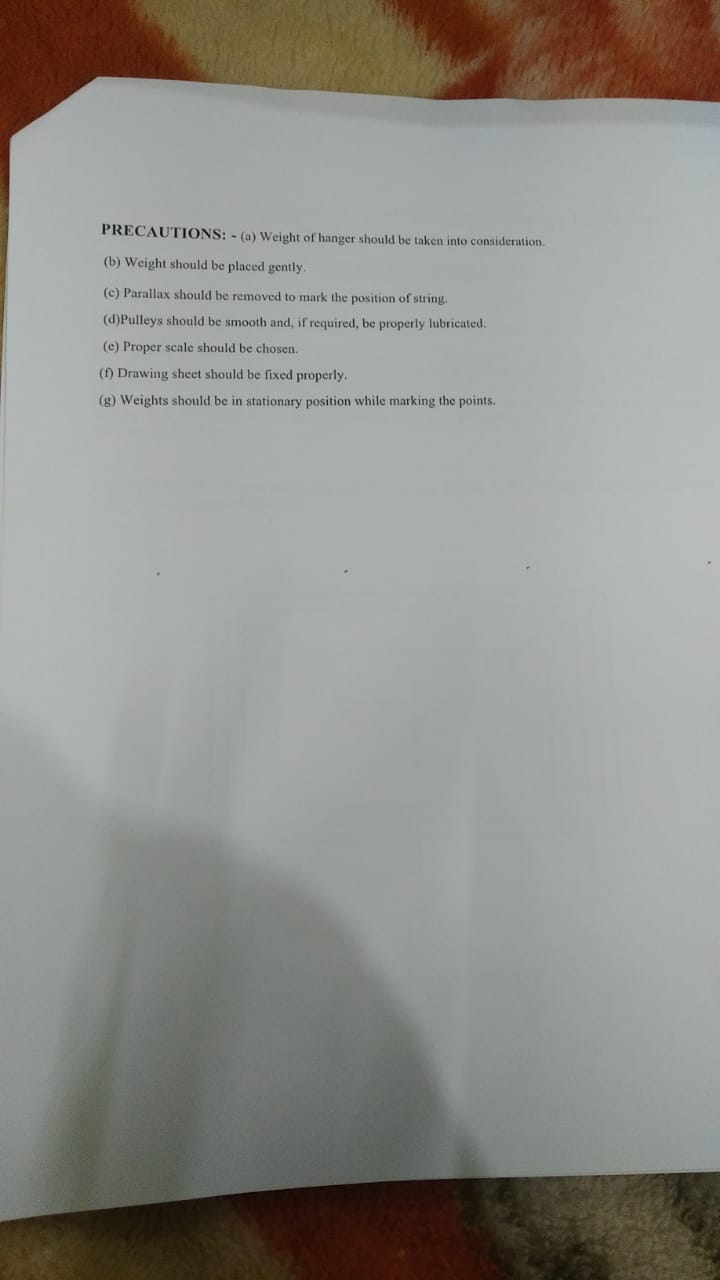 PRECAUTIONS: - (a) Weight of hanger should be taken into consideration.
(b) Weight should be placed gently.
(c) Parallax should be removed to mark the position of string.
(d)Pulleys should be smooth and, if required, be properly lubricated.
(e) Proper scale should be chosen.
(f) Drawing sheet should be fixed properly.
(g) Weights should be in stationary position while marking the points.